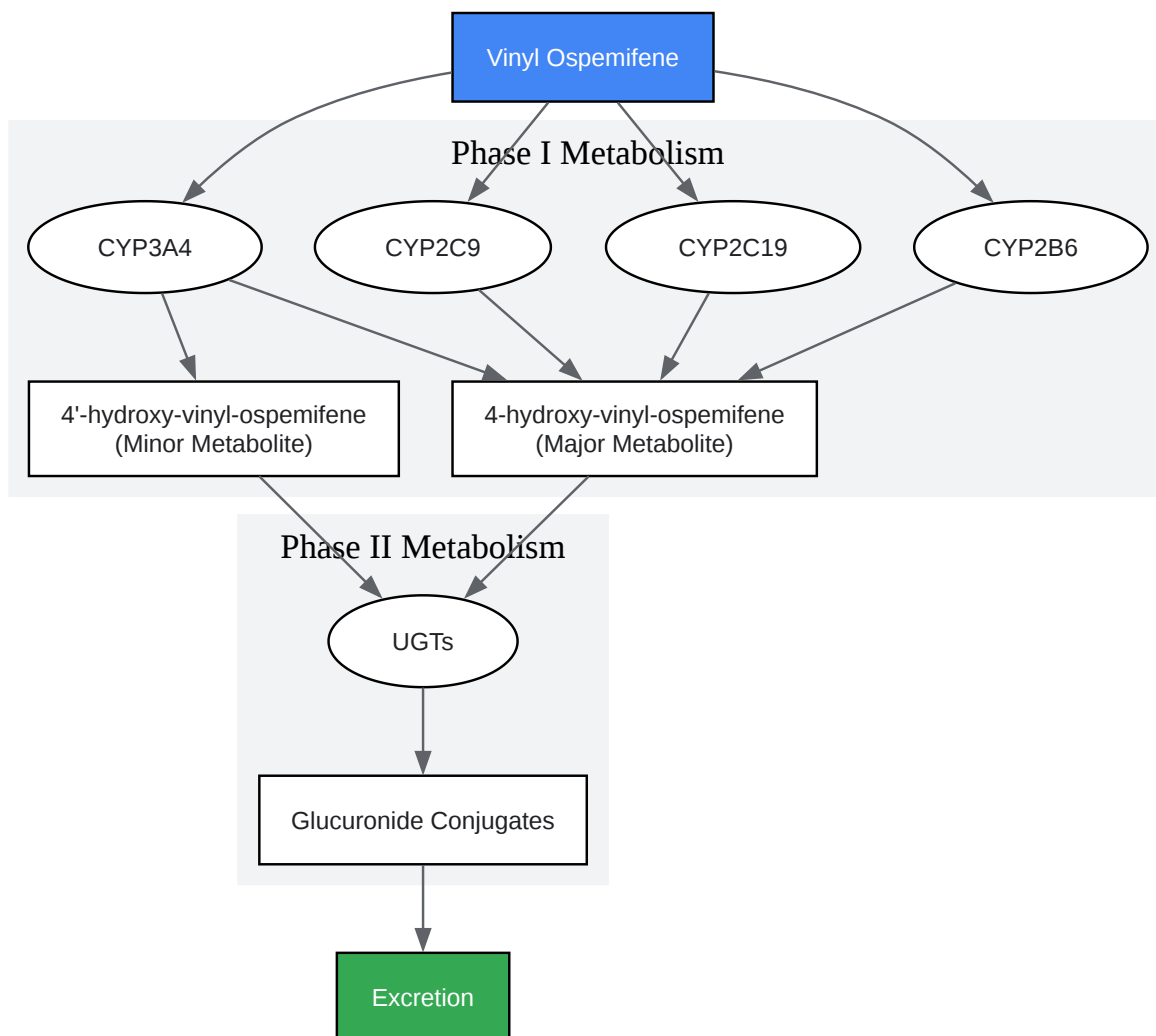 Vinyl Ospemifene
Phase I Metabolism
CYP3A4
CYP2C9
CYP2C19
CYP2B6
4'-hydroxy-vinyl-ospemifene
(Minor Metabolite)
4-hydroxy-vinyl-ospemifene
(Major Metabolite)
Phase II Metabolism
UGTs
Glucuronide Conjugates
Excretion